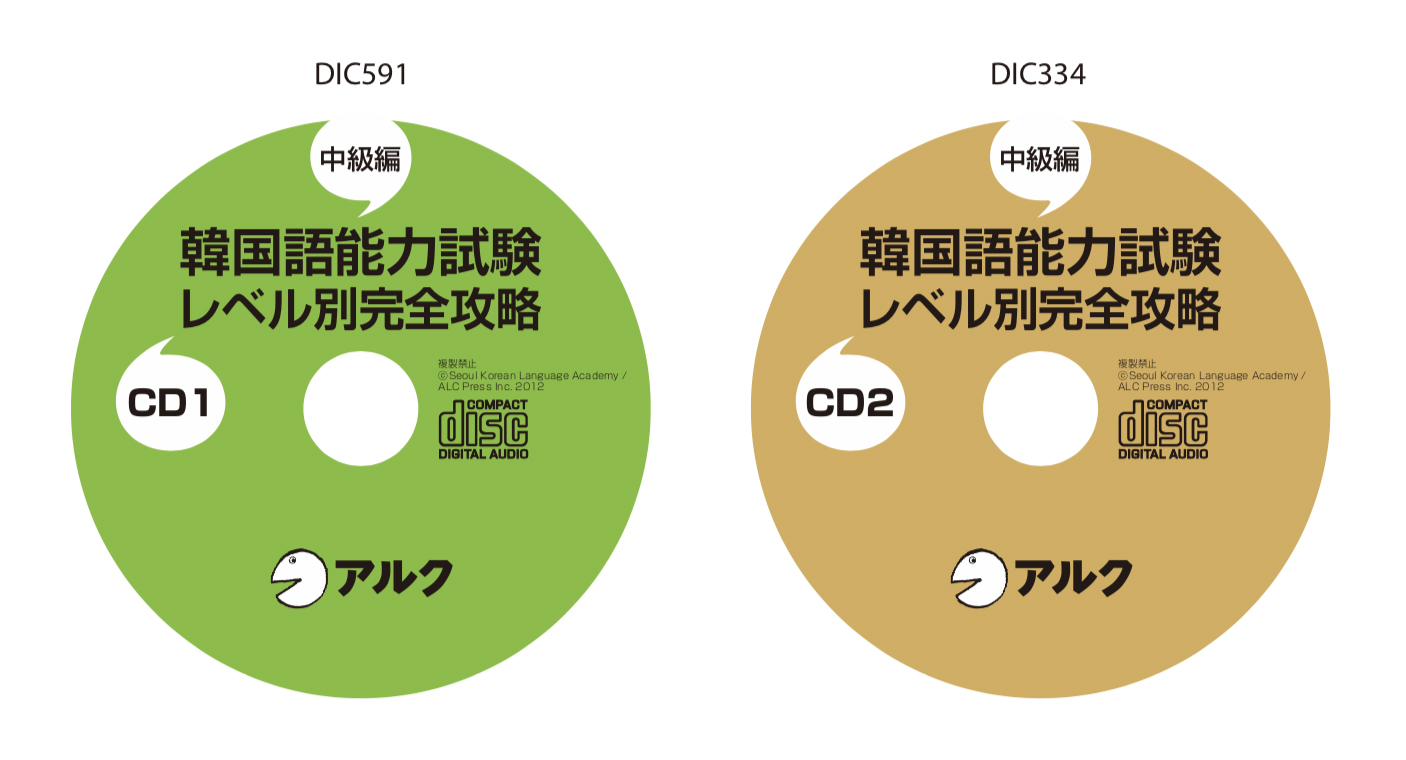 DIC591
中級編
韓国語能力試験
レベル別完全攻略
CD1
複製禁止
ⓒSeoul Korean Language Academy /
ALC Press Inc. 2012
COMPACT
disc
DIGITAL AUDIO
アルク
DIC334
中級編
韓国語能力試験
レベル別完全攻略
CD2
複製禁止
ⓒSeoul Korean Language Academy /
ALC Press Inc. 2012
COMPACT
disc
DIGITAL AUDIO
アルク